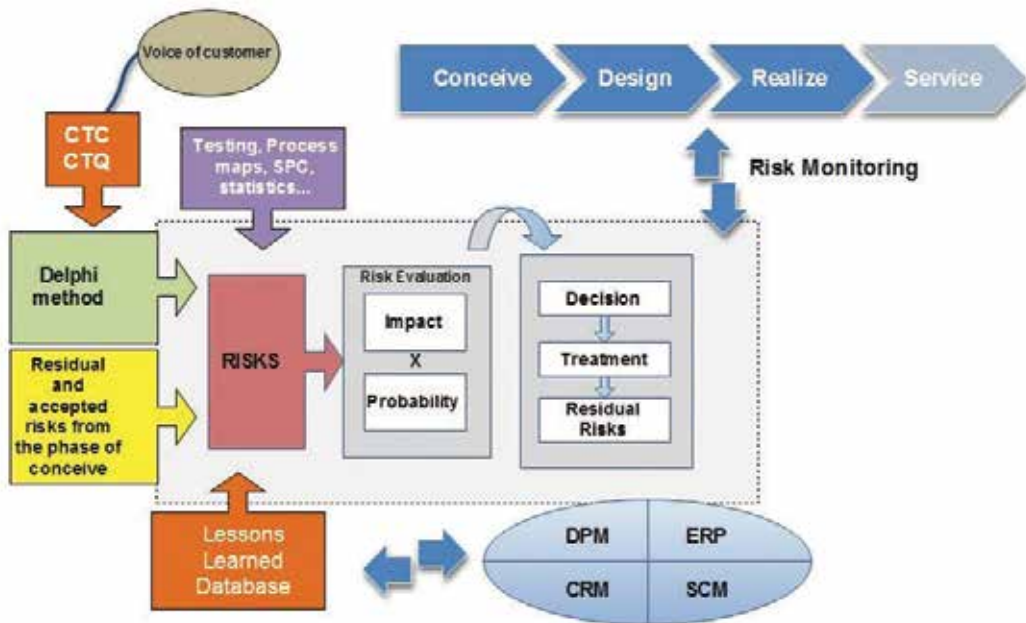 Voice of customer
Conceive
Design
Realize
Service
CTC
CTQ
Testing, Process
maps, SPC,
statistics...
Risk Monitoring
Delphi
method
Residual
and
accepted
risks from
the phase of
conceive
RISKS
Risk Evaluation
Impact
X
Probability
Decision
Treatment
Residual
Risks
Lessons
Learned
Database
DPM
ERP
CRM
SCM